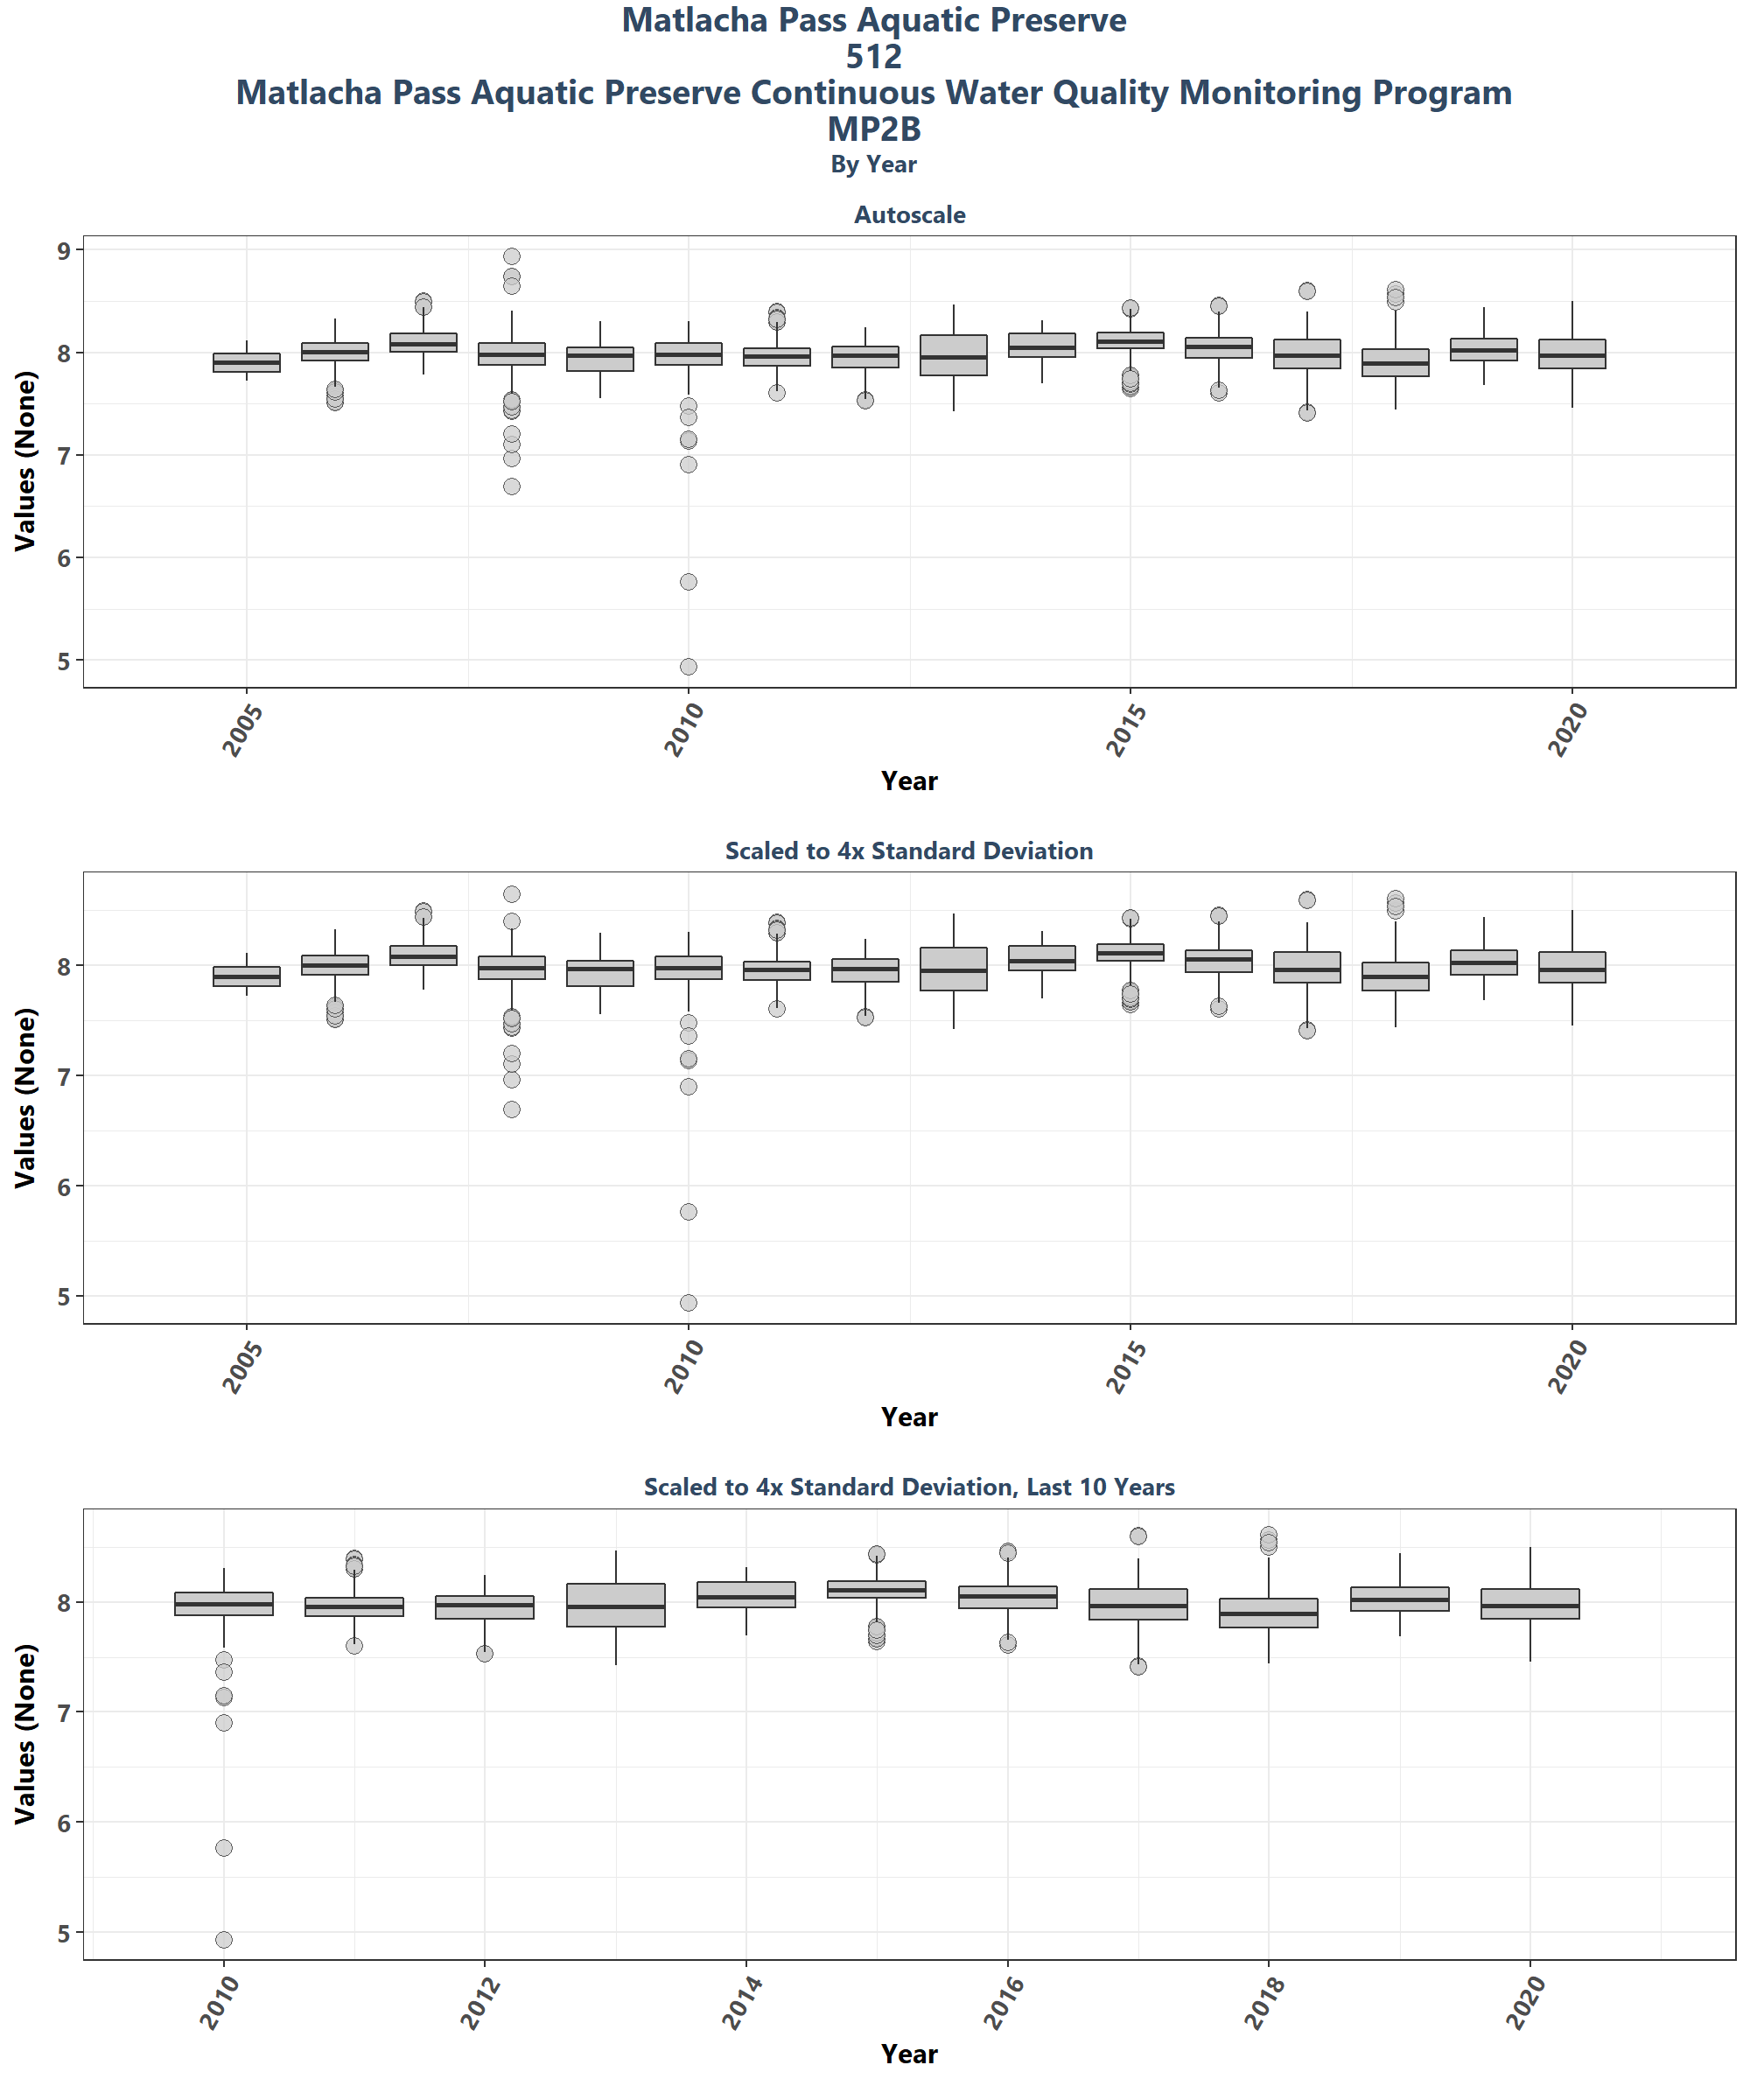 Matlacha Pass Aquatic Preserve
512
Matlacha Pass Aquatic Preserve Continuous Water Quality Monitoring Program
MP2B
By Year
Autoscale
Values (None)
9
8
7
6
5
2005 2010 2015 2020
Year
Scaled to 4x Standard Deviation
Values (None)
8
7
6
5
2005 2010 2015 2020
Year
Scaled to 4x Standard Deviation, Last 10 Years
Values (None)
8
7
6
5
2010 2012 2014 2016 2018 2020
Year